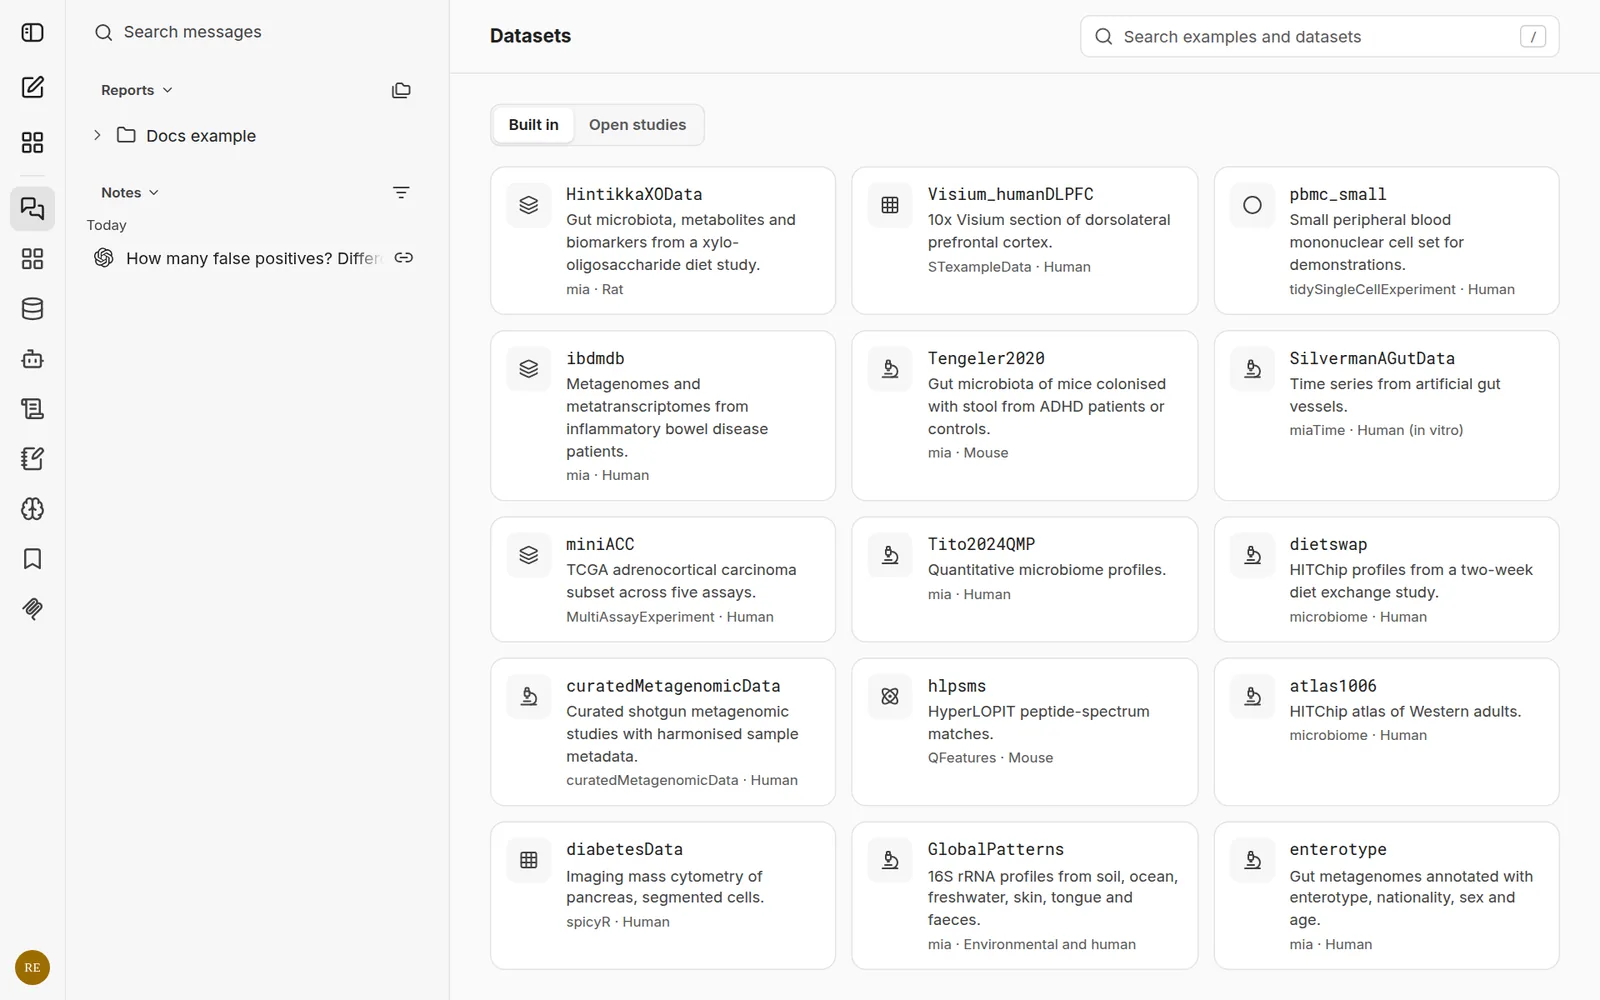 Search messages
Reports
Docs example
Notes
Today
How many false positives? Differ
RE
Datasets
Search examples and datasets
/
Built in
Open studies
HintikkaXOData
Gut microbiota, metabolites and
biomarkers from a xylo-
oligosaccharide diet study.
mia · Rat
Visium_humanDLPFC
10x Visium section of dorsolateral
prefrontal cortex.
STexampleData · Human
pbmc_small
Small peripheral blood
mononuclear cell set for
demonstrations.
tidySingleCellExperiment · Human
ibdmdb
Metagenomes and
metatranscriptomes from
inflammatory bowel disease
patients.
mia · Human
Tengeler2020
Gut microbiota of mice colonised
with stool from ADHD patients or
controls.
mia · Mouse
SilvermanAGutData
Time series from artificial gut
vessels.
miaTime · Human (in vitro)
miniACC
TCGA adrenocortical carcinoma
subset across five assays.
MultiAssayExperiment · Human
Tito2024QMP
Quantitative microbiome profiles.
mia · Human
dietswap
HITChip profiles from a two-week
diet exchange study.
microbiome · Human
curatedMetagenomicData
Curated shotgun metagenomic
studies with harmonised sample
metadata.
curatedMetagenomicData · Human
hlpsms
HyperLOPIT peptide-spectrum
matches.
QFeatures · Mouse
atlas1006
HITChip atlas of Western adults.
microbiome · Human
diabetesData
Imaging mass cytometry of
pancreas, segmented cells.
spicyR · Human
GlobalPatterns
16S rRNA profiles from soil, ocean,
freshwater, skin, tongue and
faeces.
mia · Environmental and human
enterotype
Gut metagenomes annotated with
enterotype, nationality, sex and
age.
mia · Human